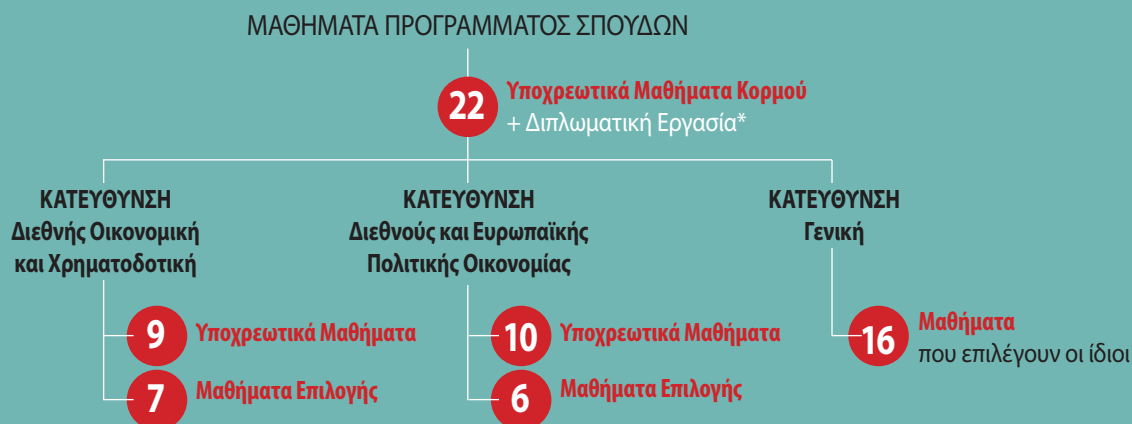 ΜΑΘΗΜΑΤΑ ΠΡΟΓΡΑΜΜΑΤΟΣ ΣΠΟΥΔΩΝ
22 Υποχρεωτικά Μαθήματα Κορμού
+ Διπλωματική Εργασία*
ΚΑΤΕΥΘΥΝΣΗ
Διεθνής Οικονομική
και Χρηματοδοτική
9 Υποχρεωτικά Μαθήματα
7 Μαθήματα Επιλογής
ΚΑΤΕΥΘΥΝΣΗ
Διεθνούς και Ευρωπαϊκής
Πολιτικής Οικονομίας
10 Υποχρεωτικά Μαθήματα
6 Μαθήματα Επιλογής
ΚΑΤΕΥΘΥΝΣΗ
Γενική
16 Μαθήματα
που επιλέγουν οι ίδιοι